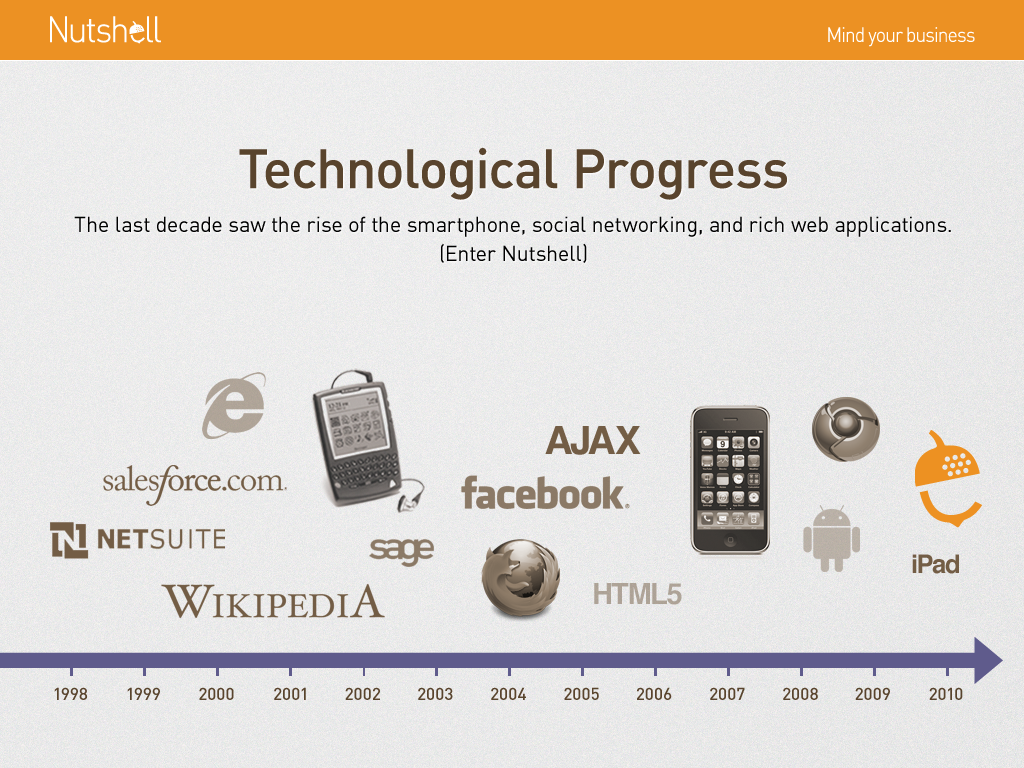 Nutshell
Mind your business
Technological Progress
The last decade saw the rise of the smartphone, social networking, and rich web applications.
(Enter Nutshell)
salesforce.com.
NETSUITE
WIKIPEDIA
sage
AJAX
facebook®
HTML5
iPad
1998 1999 2000 2001 2002 2003 2004 2005 2006 2007 2008 2009 2010